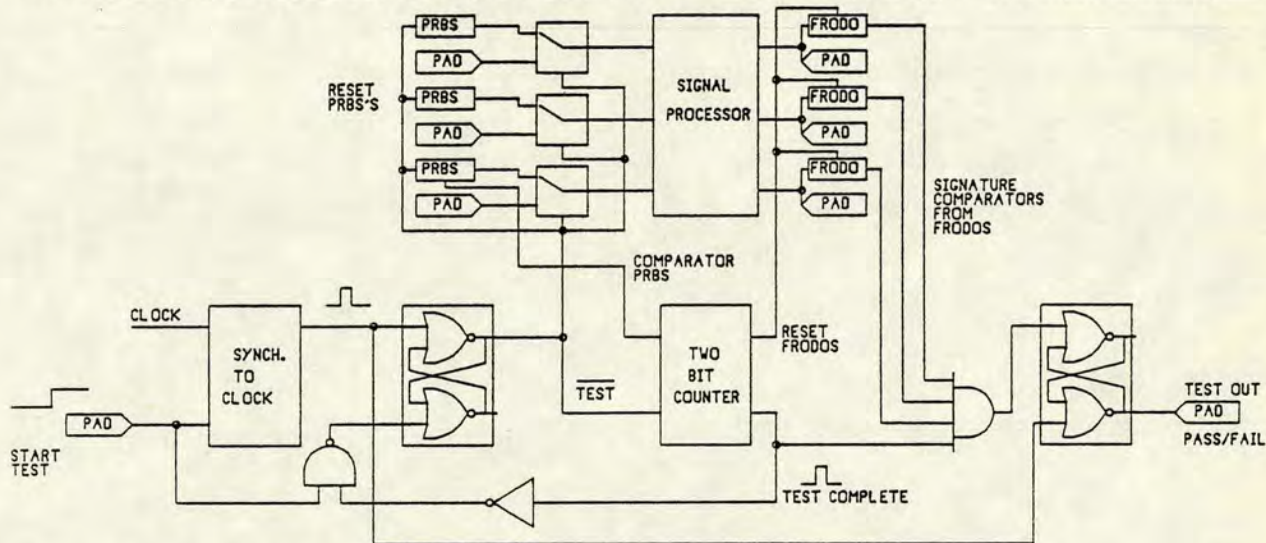 PRBS
FRODO
PAD
PAD
RESET
PRBS'S
PRBS
SIGNAL
PROCESSOR
FRODO
PAD
PAD
PRBS
FRODO
PAD
PAD
SIGNATURE
COMPARATORS
FROM
FRODOS
COMPARATOR
PRBS
CLOCK
SYNCH.
TO
CLOCK
RESET
FRODOS
TWO
BIT
COUNTER
TEST
PAD
START
TEST
TEST OUT
PAD
PASS/FAIL
TEST COMPLETE